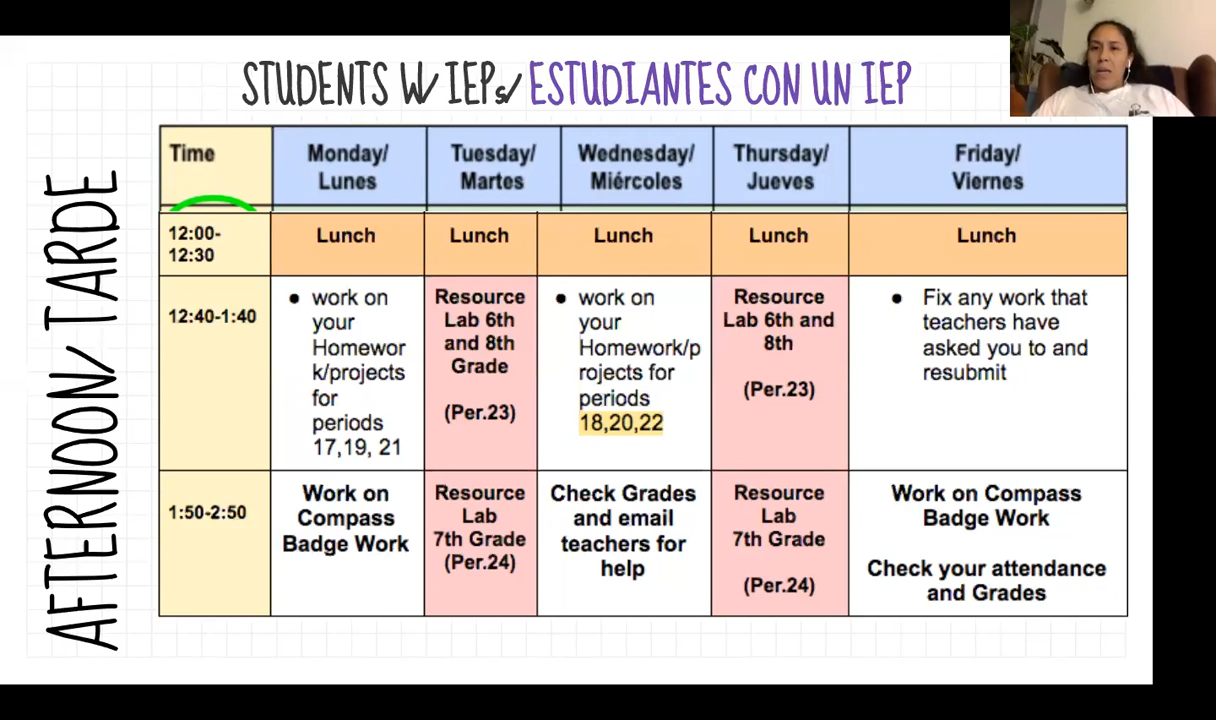 STUDENTS W/ IEPs/ ESTUDIANTES CON UN IEP
AFTERNOON/ TARDE
Time
Monday/
Lunes
Tuesday/
Martes
Wednesday/
Miércoles
Thursday/
Jueves
Friday/
Viernes
12:00-
12:30
Lunch
Lunch
Lunch
Lunch
Lunch
12:40-1:40
● work on
your
Homewor
k/projects
for
periods
17,19, 21
Resource
Lab 6th
and 8th
Grade
(Per.23)
● work on
your
Homework/p
rojects for
periods
18,20,22
Resource
Lab 6th and
8th
(Per.23)
● Fix any work that
teachers have
asked you to and
resubmit
1:50-2:50
Work on
Compass
Badge Work
Resource
Lab
7th Grade
(Per.24)
Check Grades
and email
teachers for
help
Resource
Lab
7th Grade
(Per.24)
Work on Compass
Badge Work
Check your attendance
and Grades